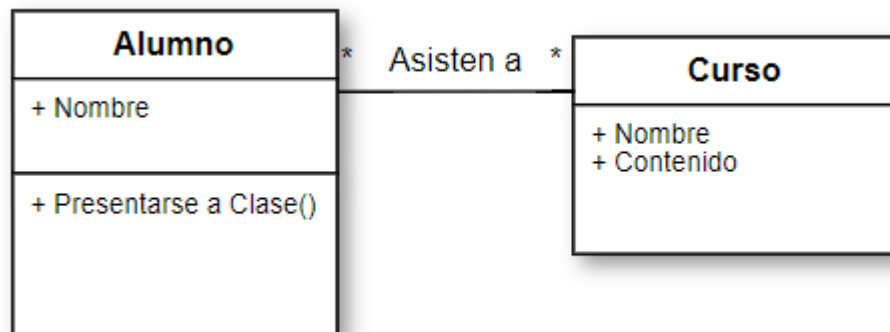 Alumno
+ Nombre
+ Presentarse a Clase()
* Asisten a *
Curso
+ Nombre
+ Contenido